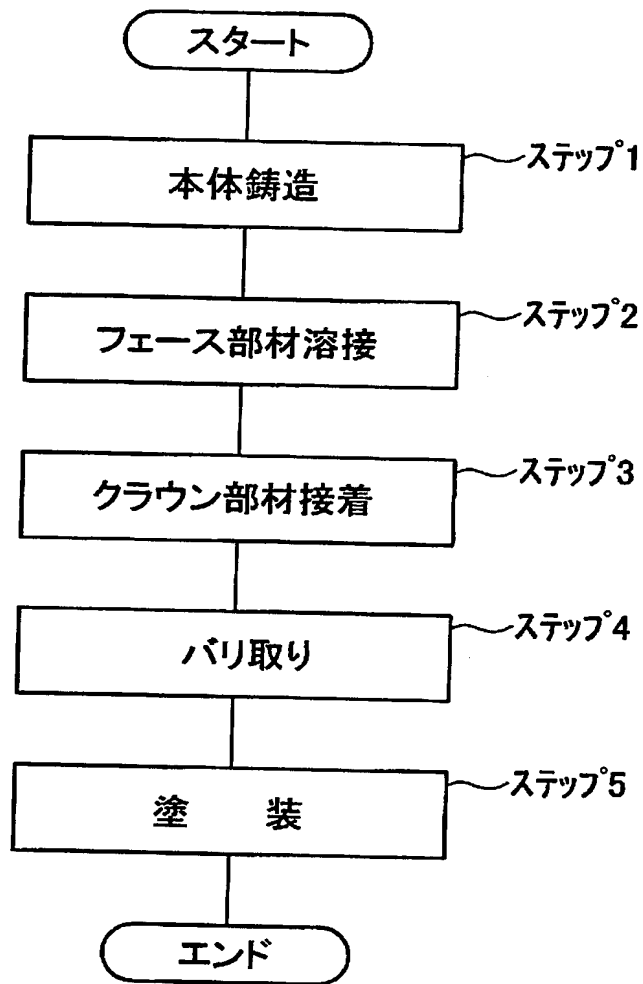 スタート
本体鋳造
ステップ1
フェース部材溶接
ステップ2
クラウン部材接着
ステップ3
バリ取り
ステップ4
塗 装
ステップ5
エンド